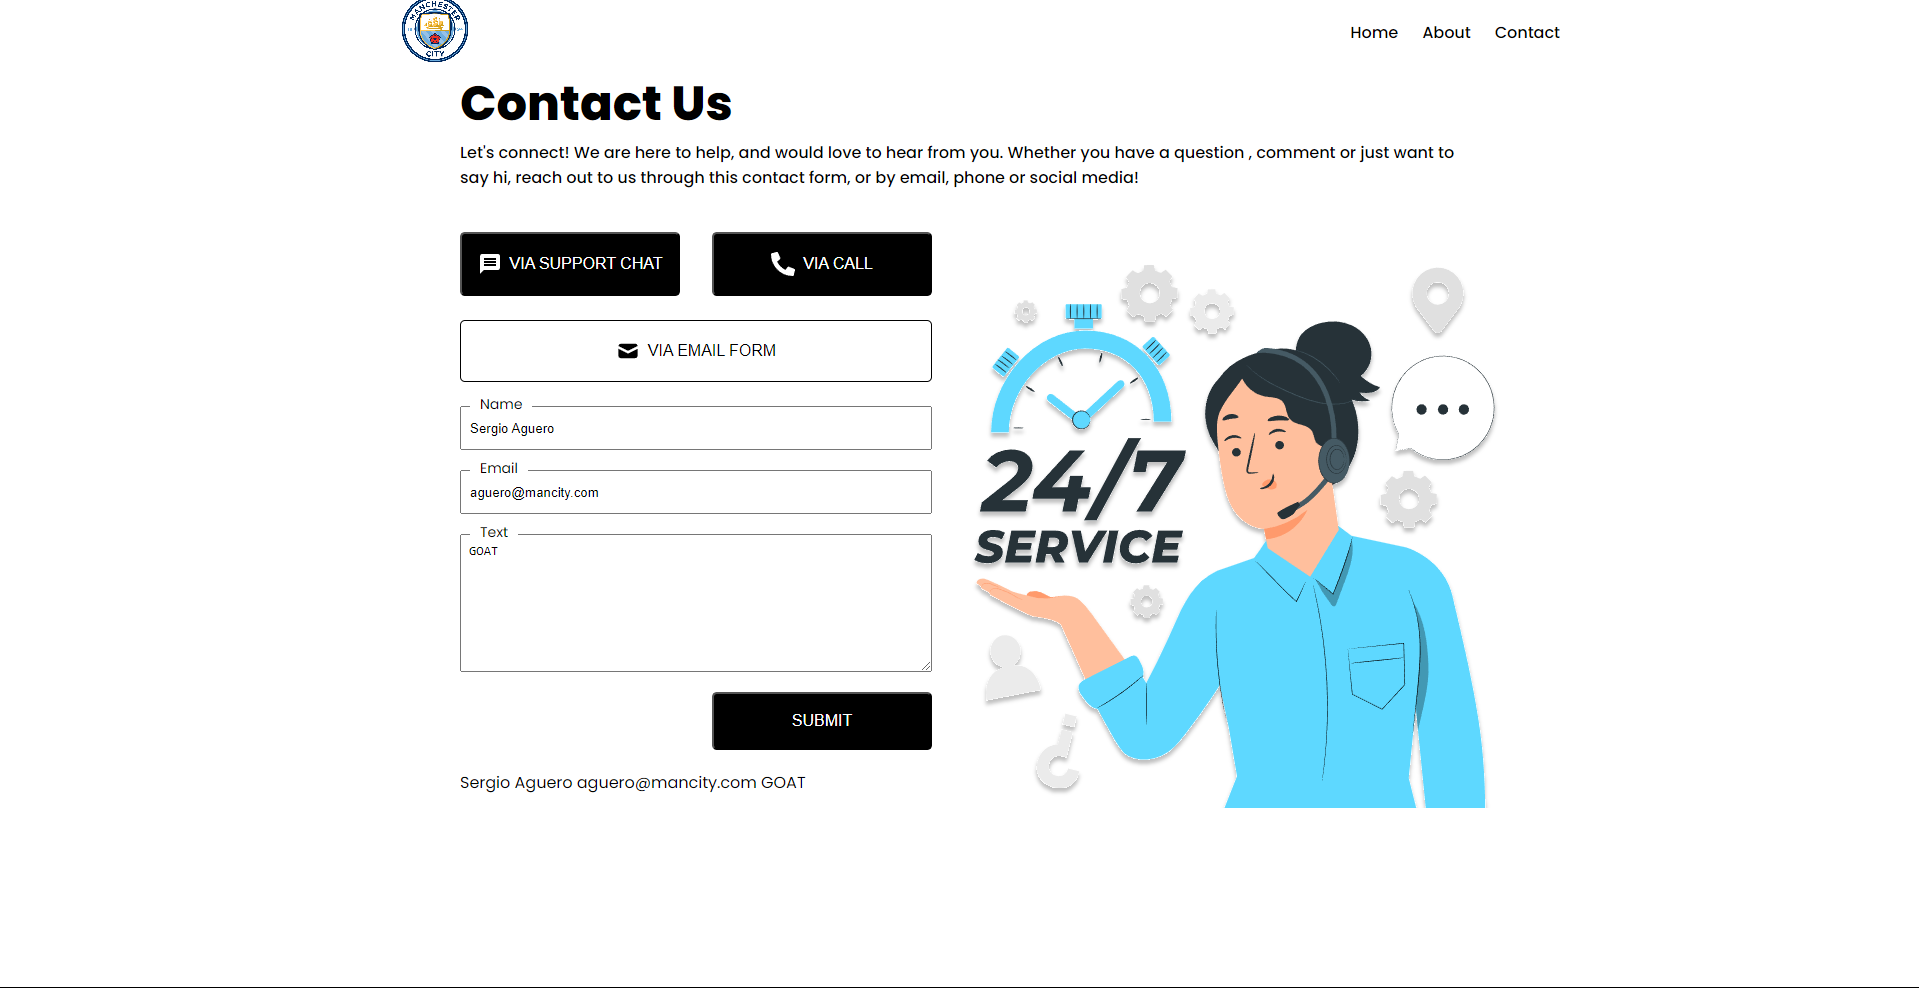 MANCHESTER
CITY
Home About Contact
Contact Us
Let's connect! We are here to help, and would love to hear from you. Whether you have a question , comment or just want to
say hi, reach out to us through this contact form, or by email, phone or social media!
VIA SUPPORT CHAT
VIA CALL
VIA EMAIL FORM
Name
Sergio Aguero
Email
aguero@mancity.com
Text
GOAT
SUBMIT
Sergio Aguero aguero@mancity.com GOAT
24/7
SERVICE